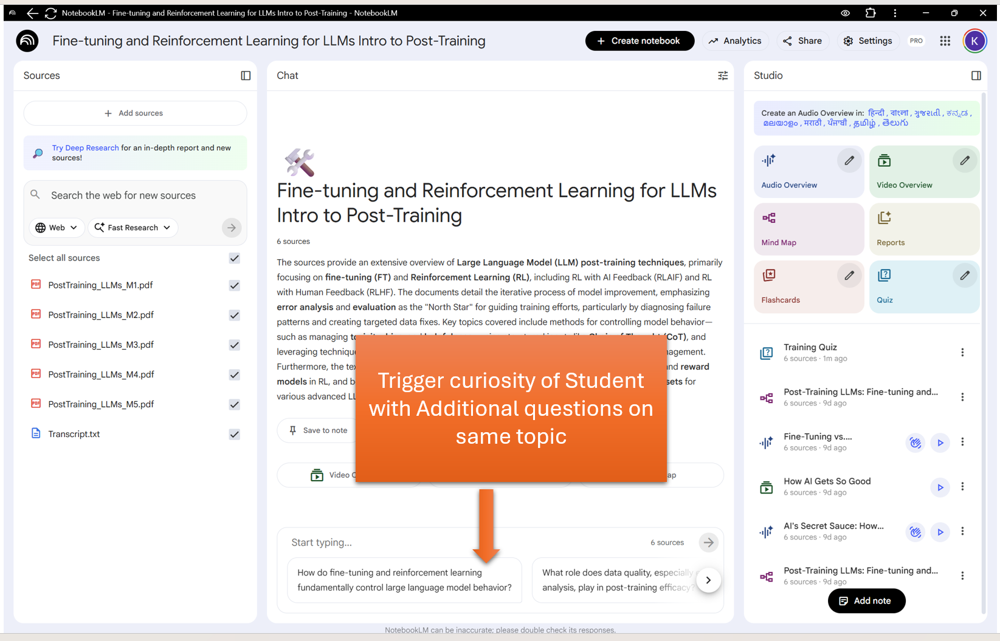 NotebookLM - Fine-tuning and Reinforcement Learning for LLMs Intro to Post-Training - NotebookLM
Fine-tuning and Reinforcement Learning for LLMs Intro to Post-Training
Create notebook
Analytics
Share
Settings
PRO
K
Sources
Add sources
Try Deep Research for an in-depth report and new
sources!
Search the web for new sources
Web
Fast Research
Select all sources
PDF PostTraining_LLMs_M1.pdf
PDF PostTraining_LLMs_M2.pdf
PDF PostTraining_LLMs_M3.pdf
PDF PostTraining_LLMs_M4.pdf
PDF PostTraining_LLMs_M5.pdf
Transcript.txt
Chat
Fine-tuning and Reinforcement Learning for LLMs
Intro to Post-Training
6 sources
The sources provide an extensive overview of Large Language Model (LLM) post-training techniques, primarily
focusing on fine-tuning (FT) and Reinforcement Learning (RL), including RL with AI Feedback (RLAIF) and RL
with Human Feedback (RLHF). The documents detail the iterative process of model improvement, emphasizing
error analysis and evaluation as the "North Star" for guiding training efforts, particularly by diagnosing failure
patterns and creating targeted data fixes. Key topics covered include methods for controlling model behavior—
such as managing (CoT), and
leveraging
Furthermore, the and reward
models in RL, and for
various advanced
Trigger curiosity of Student
with Additional questions on
same topic
Save to note
Video
Start typing...
6 sources
How do fine-tuning and reinforcement learning
fundamentally control large language model behavior?
What role does data quality, especially
analysis, play in post-training efficacy?
NotebookLM can be inaccurate; please double check its responses.
Studio
Create an Audio Overview in: हिन्दी , বাংলা , ગુજરાતી , ಕನ್ನಡ ,
മലയാളം , मराठी , ਪੰਜਾਬੀ , தமிழ் , తెలుగు
Audio Overview
Video Overview
Mind Map
Reports
Flashcards
Quiz
Training Quiz
6 sources · 1m ago
Post-Training LLMs: Fine-tuning and...
6 sources · 9d ago
Fine-Tuning vs....
6 sources · 9d ago
How AI Gets So Good
6 sources · 9d ago
AI's Secret Sauce: How...
6 sources · 9d ago
Post-Training LLMs: Fine-tuning and...
6 sources · 9d ago
Add note